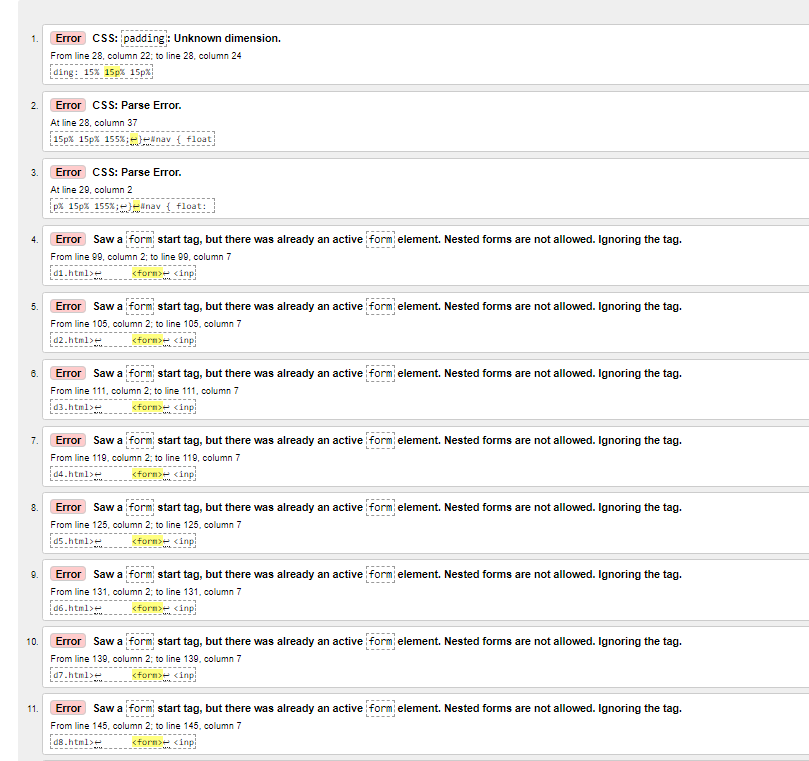 1. Error CSS: padding: Unknown dimension.
From line 28, column 22; to line 28, column 24
ding: 15% 15p% 15p%
2. Error CSS: Parse Error.
At line 28, column 37
15p% 15p% 155%;↩}↩#nav { float
3. Error CSS: Parse Error.
At line 29, column 2
p% 15p% 155%;↩}↩#nav { float:
4. Error Saw a form start tag, but there was already an active form element. Nested forms are not allowed. Ignoring the tag.
From line 99, column 2; to line 99, column 7
d1.html>↩ <form>↩ <inp
5. Error Saw a form start tag, but there was already an active form element. Nested forms are not allowed. Ignoring the tag.
From line 105, column 2; to line 105, column 7
d2.html>↩ <form>↩ <inp
6. Error Saw a form start tag, but there was already an active form element. Nested forms are not allowed. Ignoring the tag.
From line 111, column 2; to line 111, column 7
d3.html>↩ <form>↩ <inp
7. Error Saw a form start tag, but there was already an active form element. Nested forms are not allowed. Ignoring the tag.
From line 119, column 2; to line 119, column 7
d4.html>↩ <form>↩ <inp
8. Error Saw a form start tag, but there was already an active form element. Nested forms are not allowed. Ignoring the tag.
From line 125, column 2; to line 125, column 7
d5.html>↩ <form>↩ <inp
9. Error Saw a form start tag, but there was already an active form element. Nested forms are not allowed. Ignoring the tag.
From line 131, column 2; to line 131, column 7
d6.html>↩ <form>↩ <inp
10. Error Saw a form start tag, but there was already an active form element. Nested forms are not allowed. Ignoring the tag.
From line 139, column 2; to line 139, column 7
d7.html>↩ <form>↩ <inp
11. Error Saw a form start tag, but there was already an active form element. Nested forms are not allowed. Ignoring the tag.
From line 145, column 2; to line 145, column 7
d8.html>↩ <form>↩ <inp